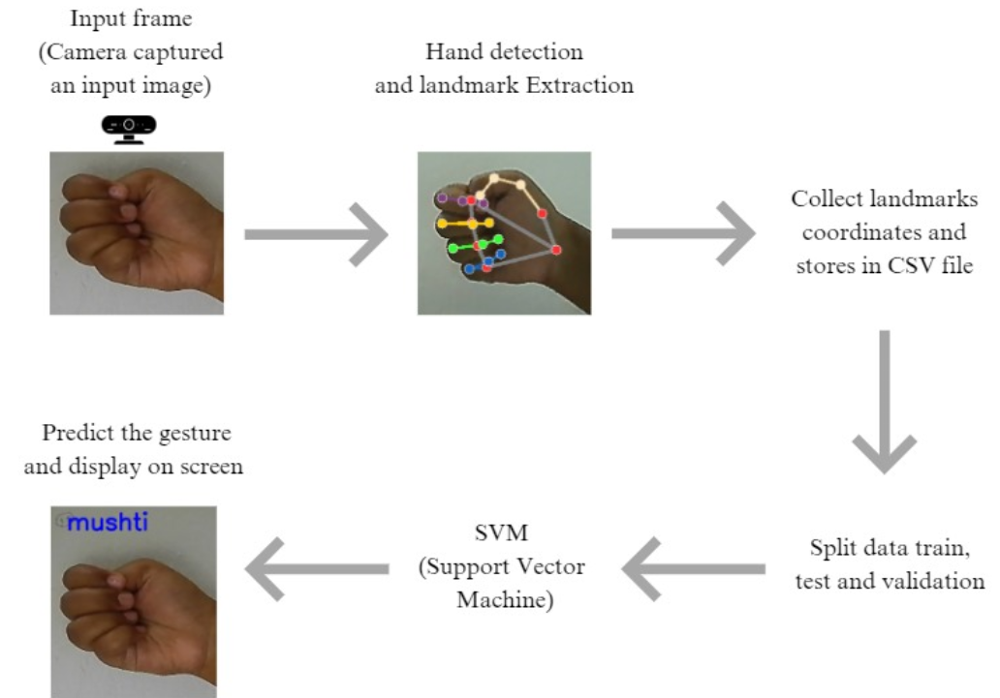 Input frame
(Camera captured
an input image)
Hand detection
and landmark Extraction
Collect landmarks
coordinates and
stores in CSV file
Split data train,
test and validation
SVM
(Support Vector
Machine)
Predict the gesture
and display on screen
mushti